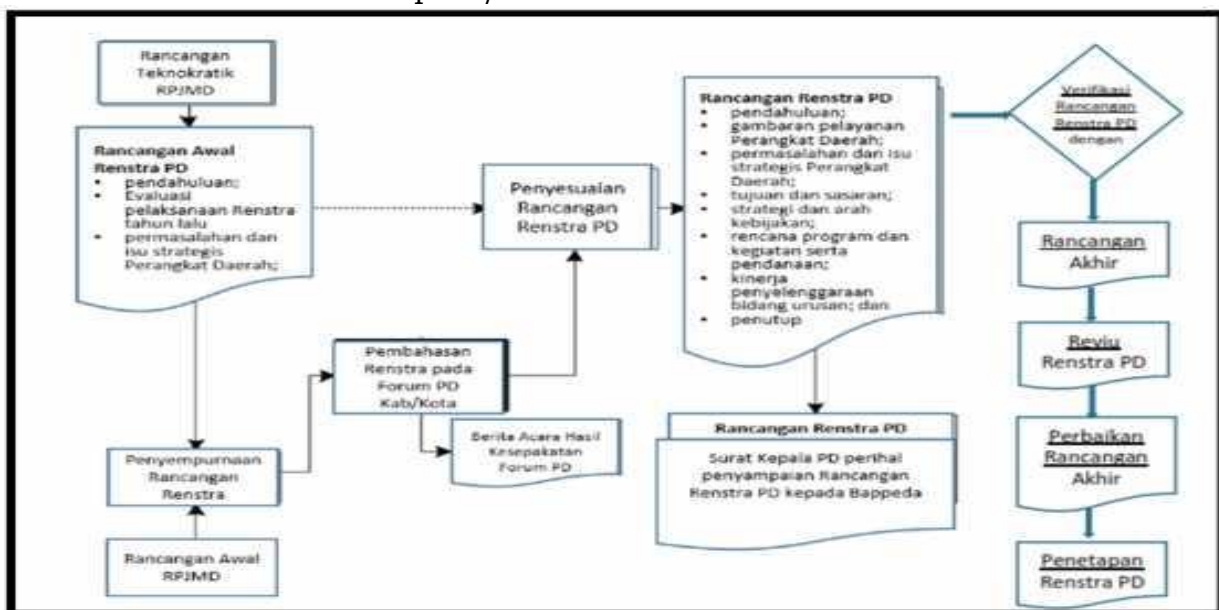 Rancangan
Teknokratik
RPJMD
Rancangan Awal
Renstra PD
• pendahuluan;
• Evaluasi
pelaksanaan Renstra
tahun lalu
• permasalahan dan
isu strategis
Perangkat Daerah;
Penyempurnaan
Rancangan
Renstra
Rancangan Awal
RPJMD
Pembahasan
Renstra pada
Forum PD
Kab/Kota
Berita Acara Hasil
Kesepakatan
Forum PD
Penyesuaian
Rancangan
Renstra PD
Rancangan Renstra PD
• pendahuluan;
• gambaran pelayanan
Perangkat Daerah;
• permasalahan dan isu
strategis Perangkat
Daerah;
• tujuan dan sasaran;
• strategi dan arah
kebijakan;
• rencana program dan
kegiatan serta
pendanaan;
• kinerja
penyelenggaraan
bidang urusan; dan
• penutup
Rancangan Renstra PD
Surat Kepala PD perihal
penyampaian Rancangan
Renstra PD kepada Bappeda
Verifikasi
Rancangan
Renstra PD
dengan
Rancangan
Akhir
Reviu
Renstra PD
Perbaikan
Rancangan
Akhir
Penetapan
Renstra PD